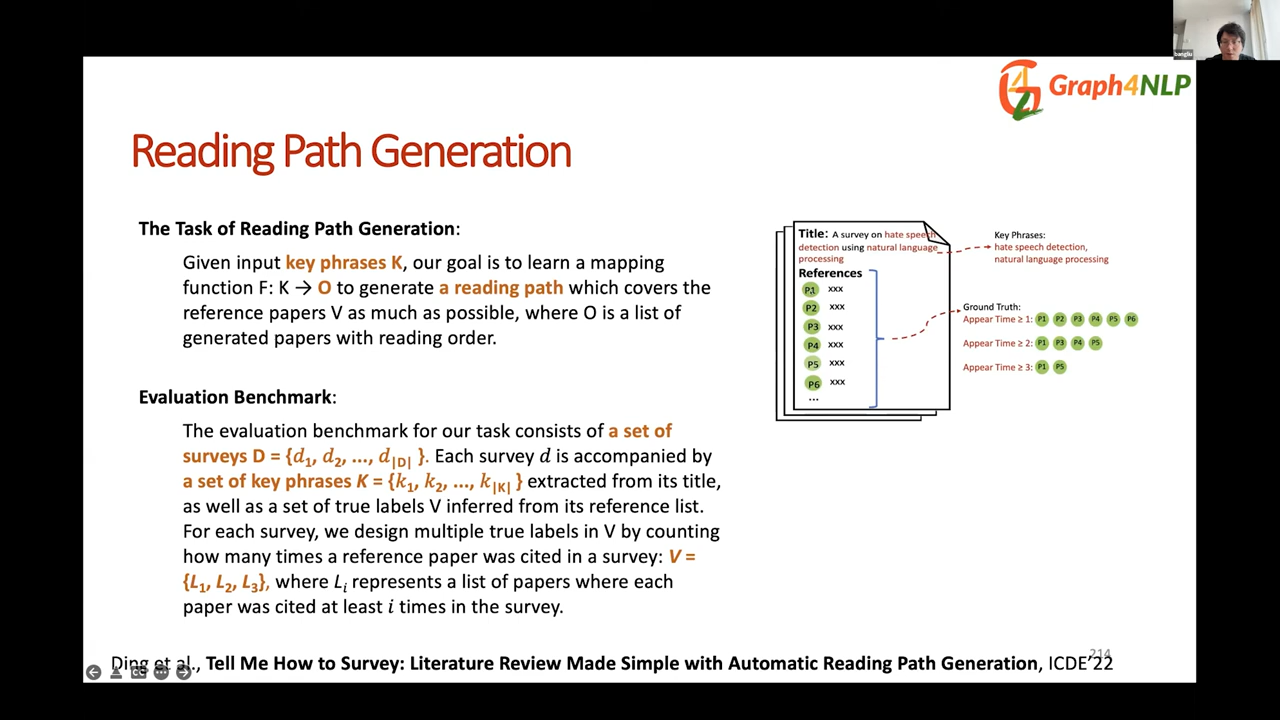 bangliu
Graph4NLP
Reading Path Generation
The Task of Reading Path Generation:
Given input key phrases K, our goal is to learn a mapping
function F: K → O to generate a reading path which covers the
reference papers V as much as possible, where O is a list of
generated papers with reading order.
Evaluation Benchmark:
The evaluation benchmark for our task consists of a set of
surveys D = {d1, d2, ..., d|D| }. Each survey d is accompanied by
a set of key phrases K = {k1, k2, ..., k|K| } extracted from its title,
as well as a set of true labels V inferred from its reference list.
For each survey, we design multiple true labels in V by counting
how many times a reference paper was cited in a survey: V =
{L1, L2, L3}, where Li represents a list of papers where each
paper was cited at least i times in the survey.
Title: A survey on hate speech
detection using natural language
processing
References
P1 xxx
P2 xxx
P3 xxx
P4 xxx
P5 xxx
P6 xxx
...
Key Phrases:
hate speech detection,
natural language processing
Ground Truth:
Appear Time ≥ 1: P1 P2 P3 P4 P5 P6
Appear Time ≥ 2: P1 P3 P4 P5
Appear Time ≥ 3: P1 P5
Ding et al., Tell Me How to Survey: Literature Review Made Simple with Automatic Reading Path Generation, ICDE'22
214